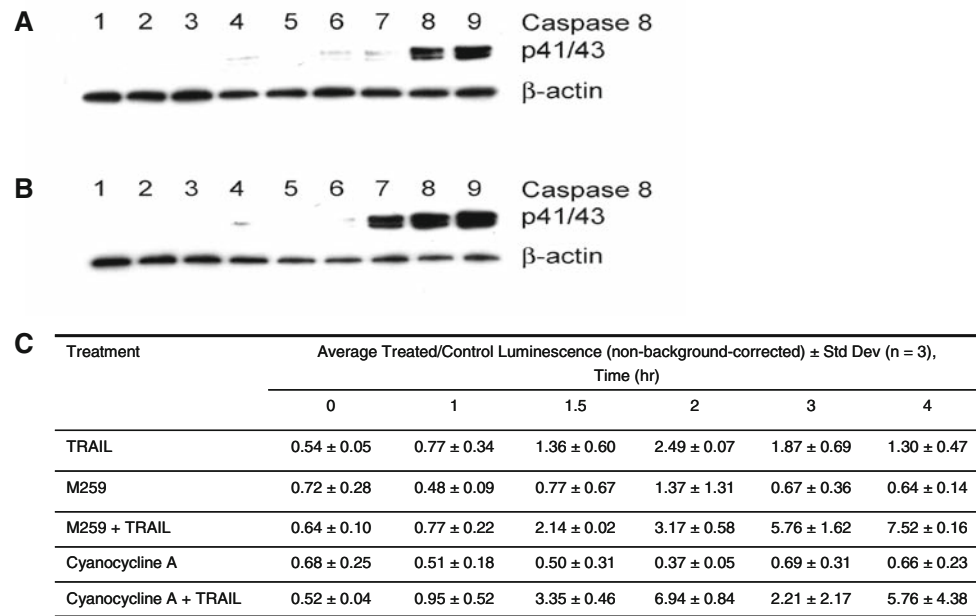 A 1 2 3 4 5 6 7 8 9 Caspase 8
p41/43
β-actin
B 1 2 3 4 5 6 7 8 9 Caspase 8
p41/43
β-actin
C Treatment Average Treated/Control Luminescence (non-background-corrected) ± Std Dev (n = 3),
Time (hr)
0 1 1.5 2 3 4
TRAIL 0.54 ± 0.05 0.77 ± 0.34 1.36 ± 0.60 2.49 ± 0.07 1.87 ± 0.69 1.30 ± 0.47
M259 0.72 ± 0.28 0.48 ± 0.09 0.77 ± 0.67 1.37 ± 1.31 0.67 ± 0.36 0.64 ± 0.14
M259 + TRAIL 0.64 ± 0.10 0.77 ± 0.22 2.14 ± 0.02 3.17 ± 0.58 5.76 ± 1.62 7.52 ± 0.16
Cyanocycline A 0.68 ± 0.25 0.51 ± 0.18 0.50 ± 0.31 0.37 ± 0.05 0.69 ± 0.31 0.66 ± 0.23
Cyanocycline A + TRAIL 0.52 ± 0.04 0.95 ± 0.52 3.35 ± 0.46 6.94 ± 0.84 2.21 ± 2.17 5.76 ± 4.38